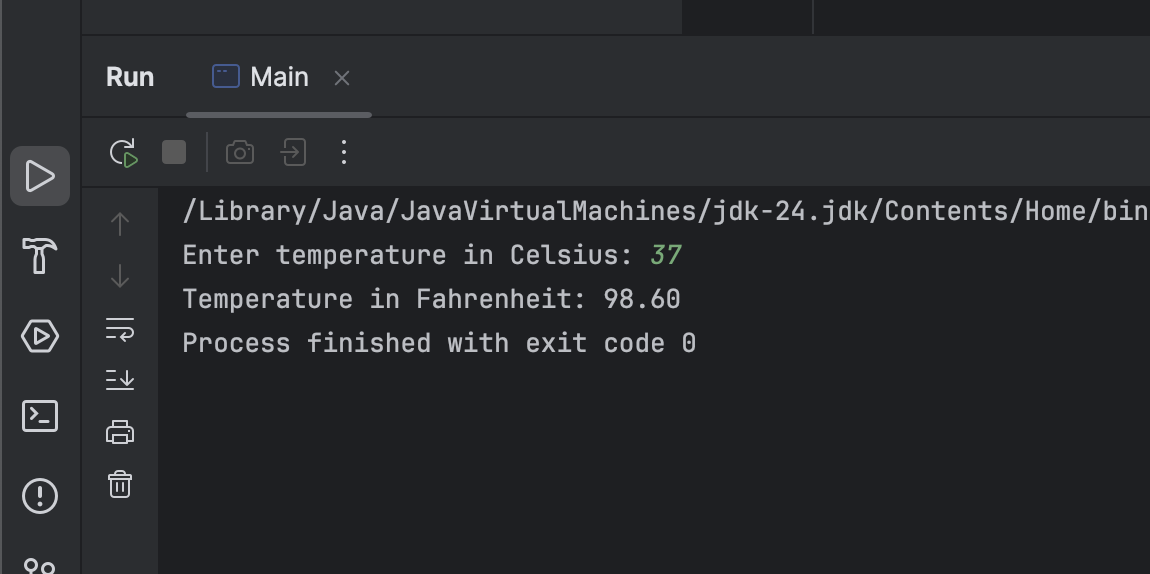 Run Main
/Library/Java/JavaVirtualMachines/jdk-24.jdk/Contents/Home/bin
Enter temperature in Celsius: 37
Temperature in Fahrenheit: 98.60
Process finished with exit code 0